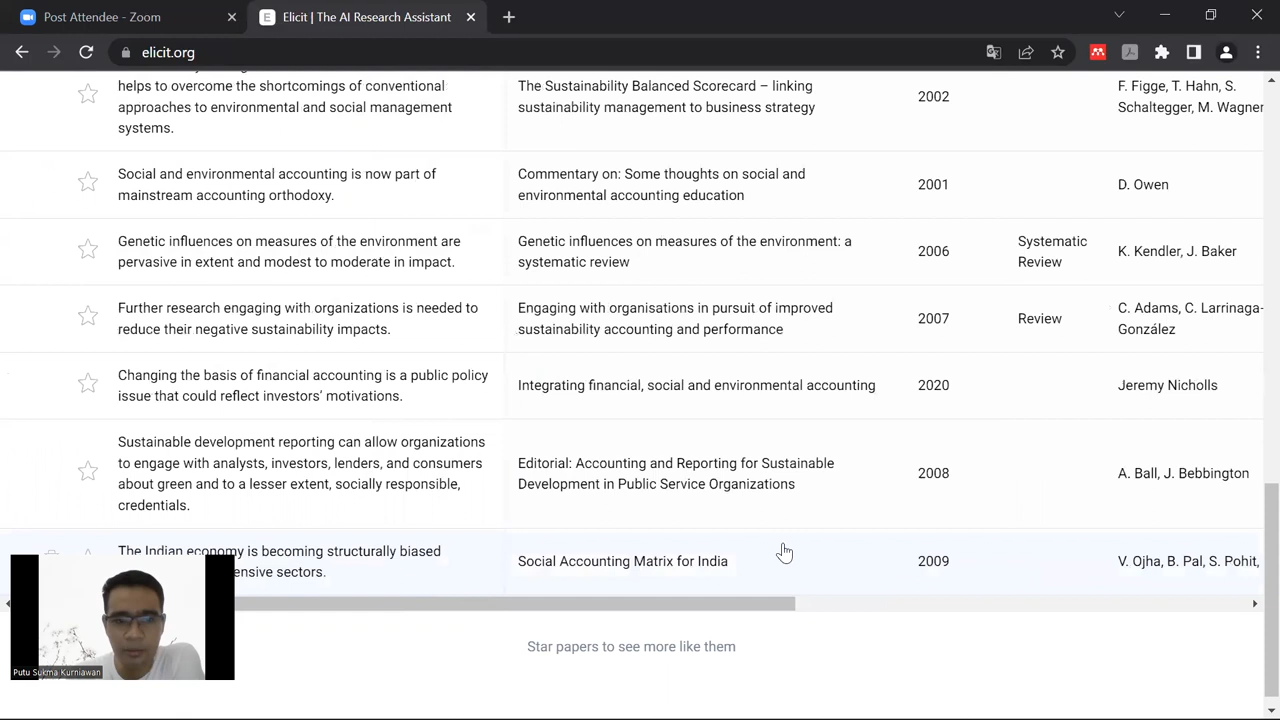 Post Attendee - Zoom
Elicit | The AI Research Assistant
elicit.org
helps to overcome the shortcomings of conventional
approaches to environmental and social management
systems.
The Sustainability Balanced Scorecard – linking
sustainability management to business strategy
2002
F. Figge, T. Hahn, S.
Schaltegger, M. Wagner
Social and environmental accounting is now part of
mainstream accounting orthodoxy.
Commentary on: Some thoughts on social and
environmental accounting education
2001
D. Owen
Genetic influences on measures of the environment are
pervasive in extent and modest to moderate in impact.
Genetic influences on measures of the environment: a
systematic review
2006
Systematic
Review
K. Kendler, J. Baker
Further research engaging with organizations is needed to
reduce their negative sustainability impacts.
Engaging with organisations in pursuit of improved
sustainability accounting and performance
2007
Review
C. Adams, C. Larrinaga-
González
Changing the basis of financial accounting is a public policy
issue that could reflect investors’ motivations.
Integrating financial, social and environmental accounting
2020
Jeremy Nicholls
Sustainable development reporting can allow organizations
to engage with analysts, investors, lenders, and consumers
about green and to a lesser extent, socially responsible,
credentials.
Editorial: Accounting and Reporting for Sustainable
Development in Public Service Organizations
2008
A. Ball, J. Bebbington
The Indian economy is becoming structurally biased
sectors.
Social Accounting Matrix for India
2009
V. Ojha, B. Pal, S. Pohit,
Star papers to see more like them
Putu Sukma Kurniawan